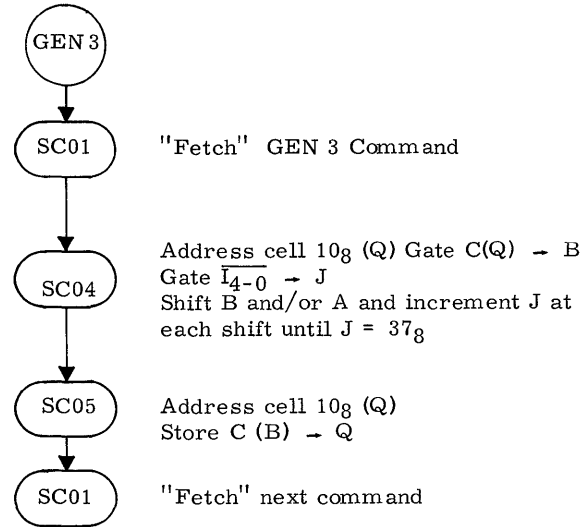 GEN 3
SC01 "Fetch" GEN 3 Command
Address cell 10₈ (Q) Gate C(Q) → B
Gate I̅₄₋₀ → J
SC04 Shift B and/or A and increment J at
each shift until J = 37₈
SC05 Address cell 10₈ (Q)
Store C (B) → Q
SC01 "Fetch" next command